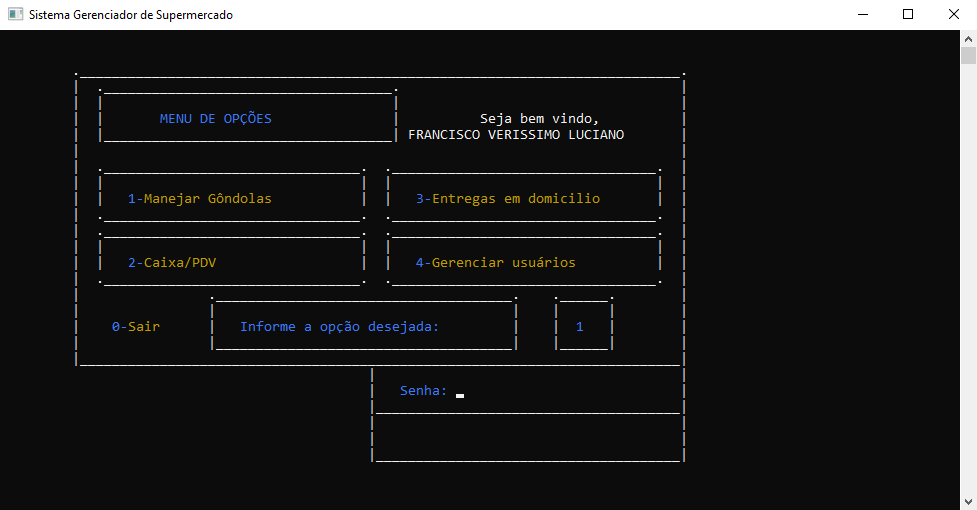 Sistema Gerenciador de Supermercado
MENU DE OPÇÕES
Seja bem vindo,
FRANCISCO VERISSIMO LUCIANO
1-Manejar Gôndolas
3-Entregas em domicilio
2-Caixa/PDV
4-Gerenciar usuários
0-Sair
Informe a opção desejada:
1
Senha: